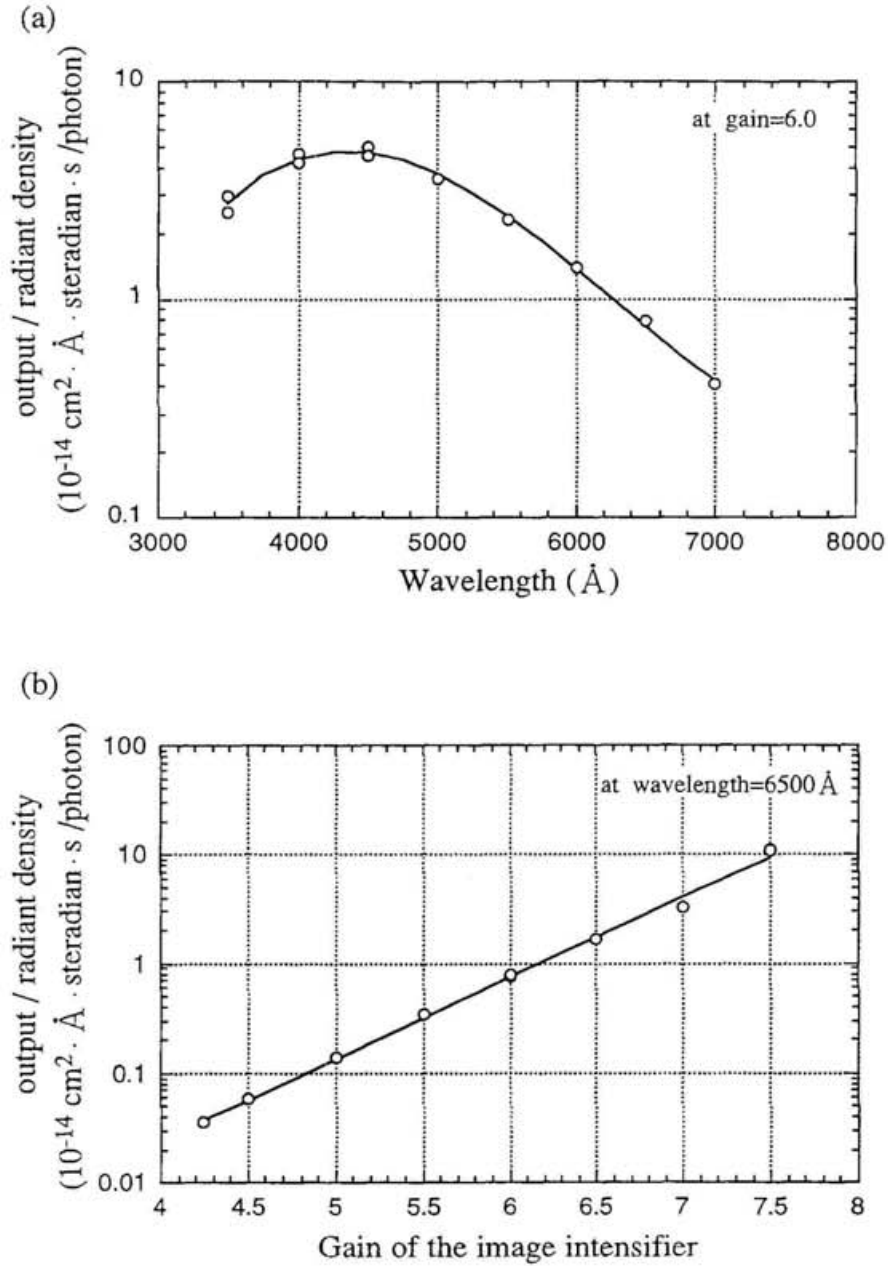 (a)
output / radiant density
(10⁻¹⁴ cm² · Å · steradian · s /photon)
10
1
0.1
at gain=6.0
3000 4000 5000 6000 7000 8000
Wavelength (Å)
(b)
output / radiant density
(10⁻¹⁴ cm² · Å · steradian · s /photon)
100
10
1
0.1
0.01
at wavelength=6500 Å
4 4.5 5 5.5 6 6.5 7 7.5 8
Gain of the image intensifier